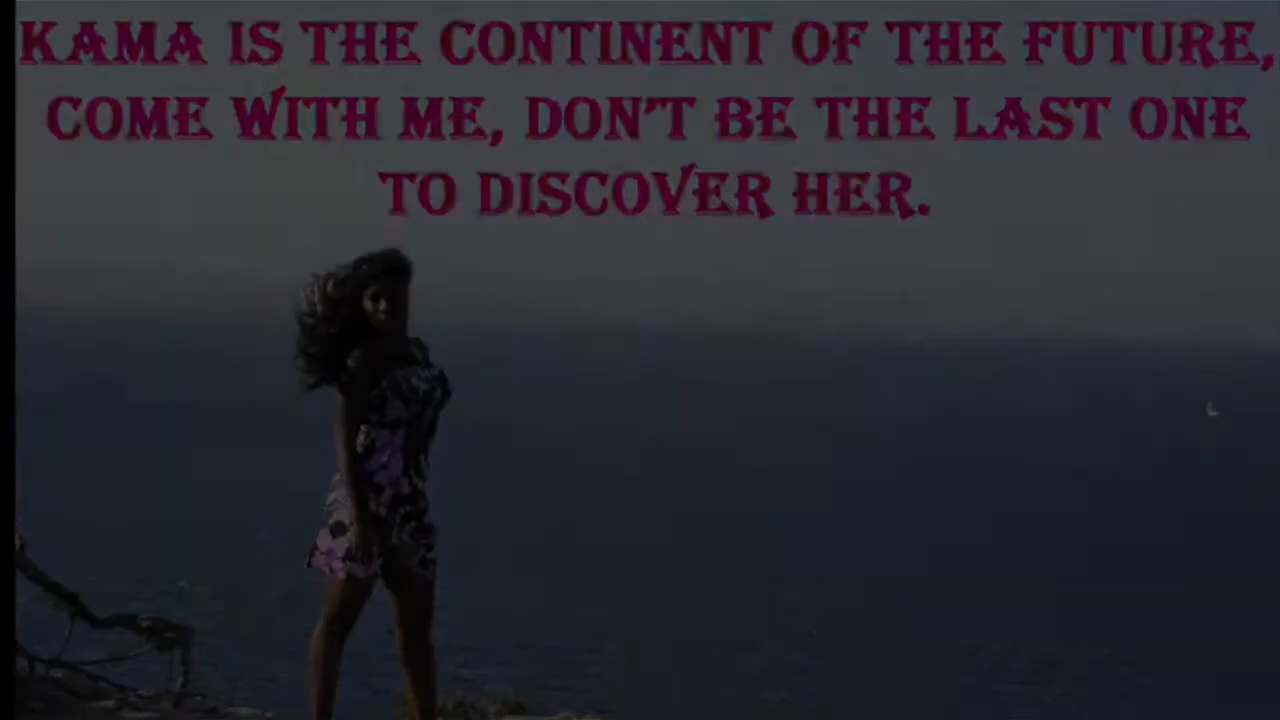 KAMA IS THE CONTINENT OF THE FUTURE,
COME WITH ME, DON'T BE THE LAST ONE
TO DISCOVER HER.